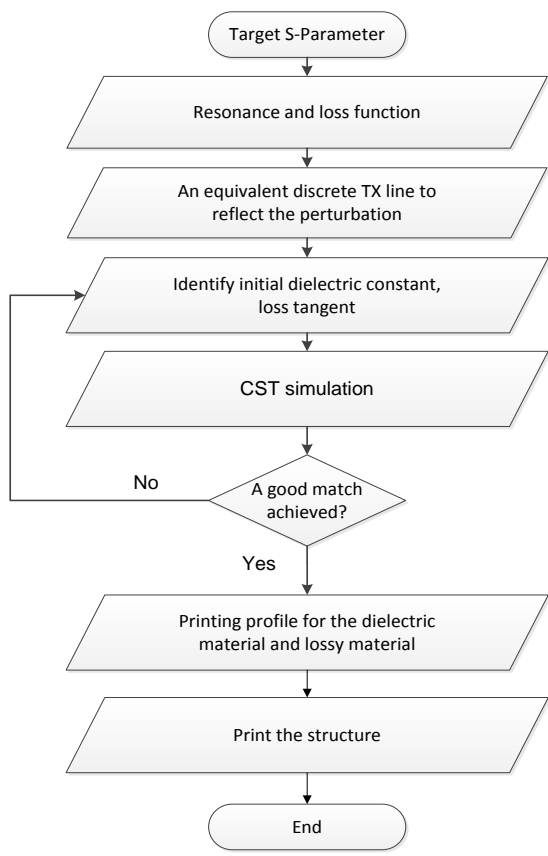 Target S-Parameter
Resonance and loss function
An equivalent discrete TX line to
reflect the perturbation
Identify initial dielectric constant,
loss tangent
CST simulation
No
A good match
achieved?
Yes
Printing profile for the dielectric
material and lossy material
Print the structure
End